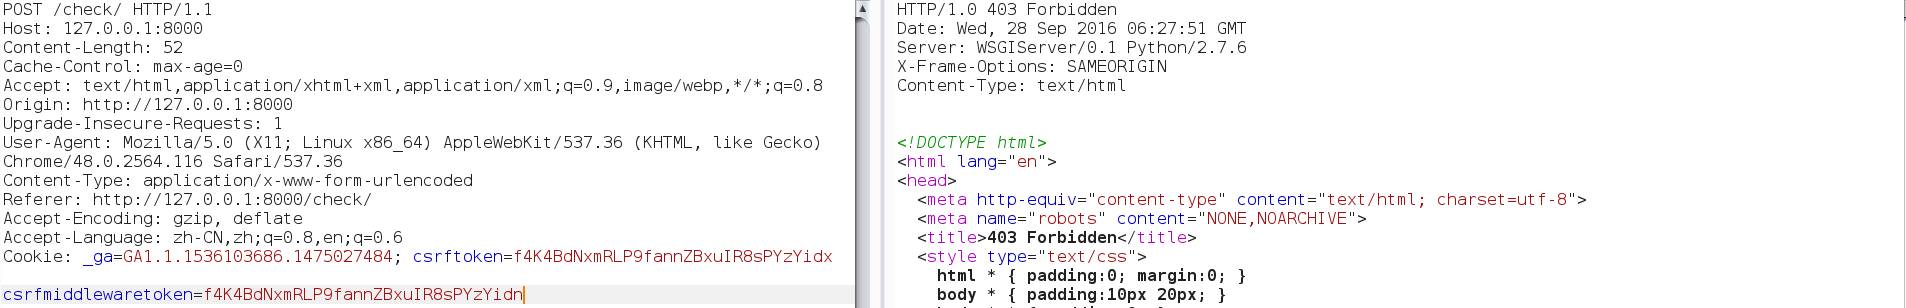 POST /check/ HTTP/1.1
Host: 127.0.0.1:8000
Content-Length: 52
Cache-Control: max-age=0
Accept: text/html,application/xhtml+xml,application/xml;q=0.9,image/webp,*/*;q=0.8
Origin: http://127.0.0.1:8000
Upgrade-Insecure-Requests: 1
User-Agent: Mozilla/5.0 (X11; Linux x86_64) AppleWebKit/537.36 (KHTML, like Gecko)
Chrome/48.0.2564.116 Safari/537.36
Content-Type: application/x-www-form-urlencoded
Referer: http://127.0.0.1:8000/check/
Accept-Encoding: gzip, deflate
Accept-Language: zh-CN,zh;q=0.8,en;q=0.6
Cookie: _ga=GA1.1.1536103686.1475027484; csrftoken=f4K4BdNxmRLP9fannZBxuIR8sPYzYidx
csrfmiddlewaretoken=f4K4BdNxmRLP9fannZBxuIR8sPYzYidn
HTTP/1.0 403 Forbidden
Date: Wed, 28 Sep 2016 06:27:51 GMT
Server: WSGIServer/0.1 Python/2.7.6
X-Frame-Options: SAMEORIGIN
Content-Type: text/html
<!DOCTYPE html>
<html lang="en">
<head>
<meta http-equiv="content-type" content="text/html; charset=utf-8">
<meta name="robots" content="NONE,NOARCHIVE">
<title>403 Forbidden</title>
<style type="text/css">
html * { padding:0; margin:0; }
body * { padding:10px 20px; }